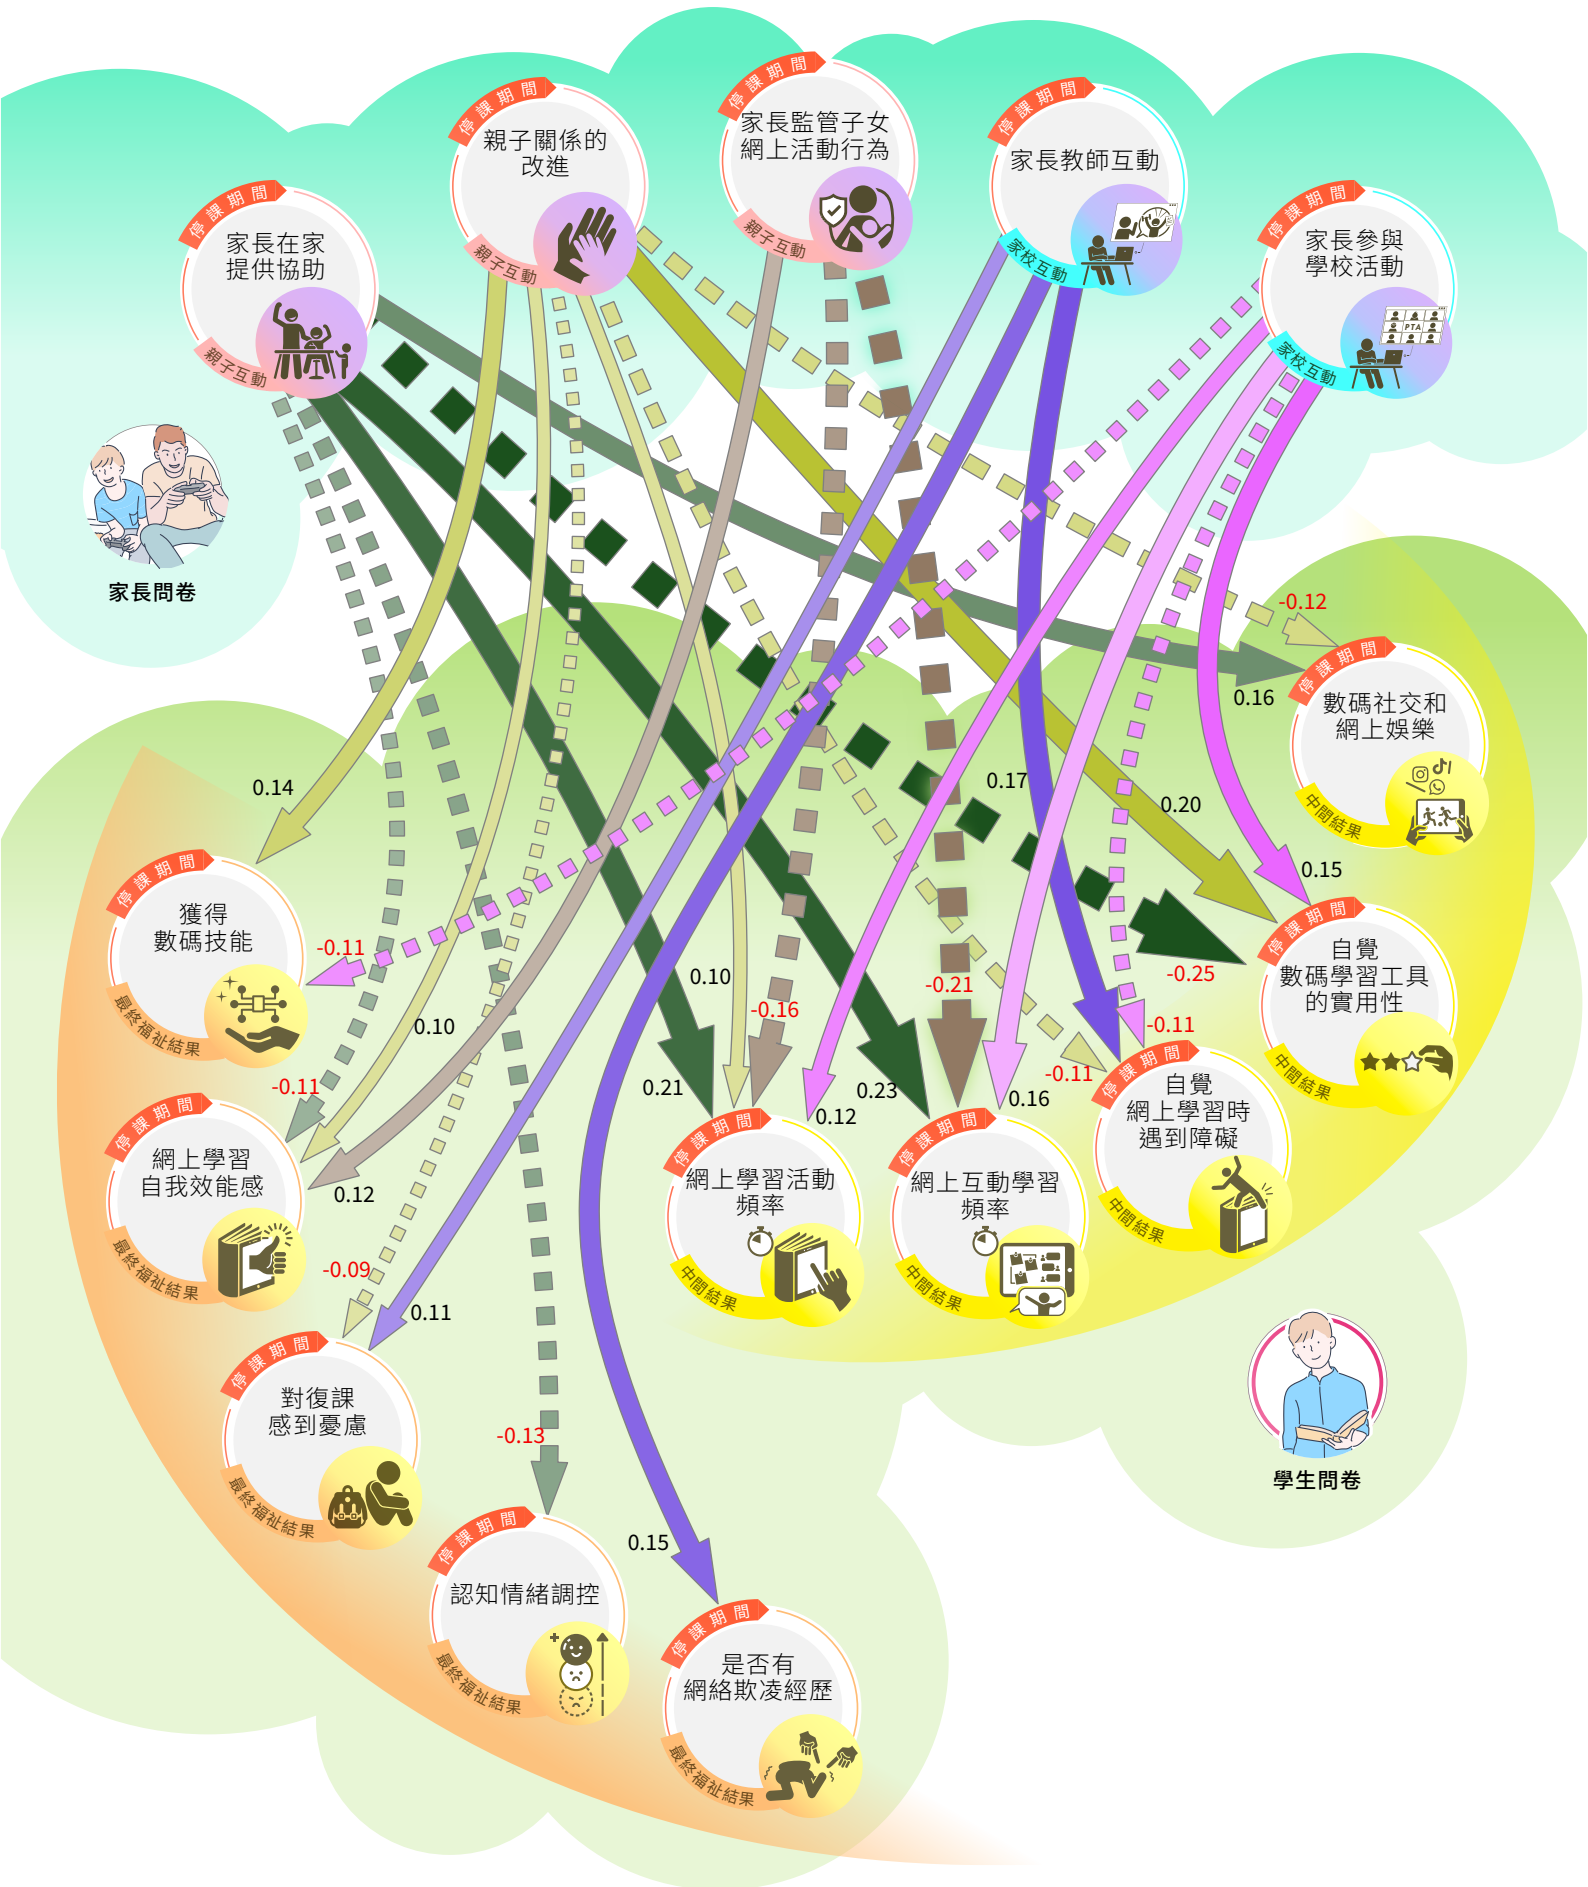 停課期間
家長在家
提供協助
親子互動
停課期間
親子關係的
改進
親子互動
停課期間
家長監管子女
網上活動行為
親子互動
停課期間
家長教師互動
家校互動
停課期間
家長參與
學校活動
PTA
家校互動
家長問卷
-0.12
0.16
停課期間
數碼社交和
網上娛樂
中間結果
0.14
0.17
0.20
0.15
停課期間
獲得
數碼技能
最終福祉結果
-0.11
0.10
-0.16
-0.21
-0.25
停課期間
自覺
數碼學習工具
的實用性
中間結果
0.10
-0.11
-0.11
-0.11
0.21
0.12
0.23
0.16
停課期間
網上學習
自我效能感
最終福祉結果
0.12
停課期間
網上學習活動
頻率
中間結果
停課期間
網上互動學習
頻率
中間結果
停課期間
自覺
網上學習時
遇到障礙
中間結果
-0.09
0.11
停課期間
對復課
感到憂慮
最終福祉結果
-0.13
學生問卷
0.15
停課期間
認知情緒調控
最終福祉結果
停課期間
是否有
網絡欺凌經歷
最終福祉結果